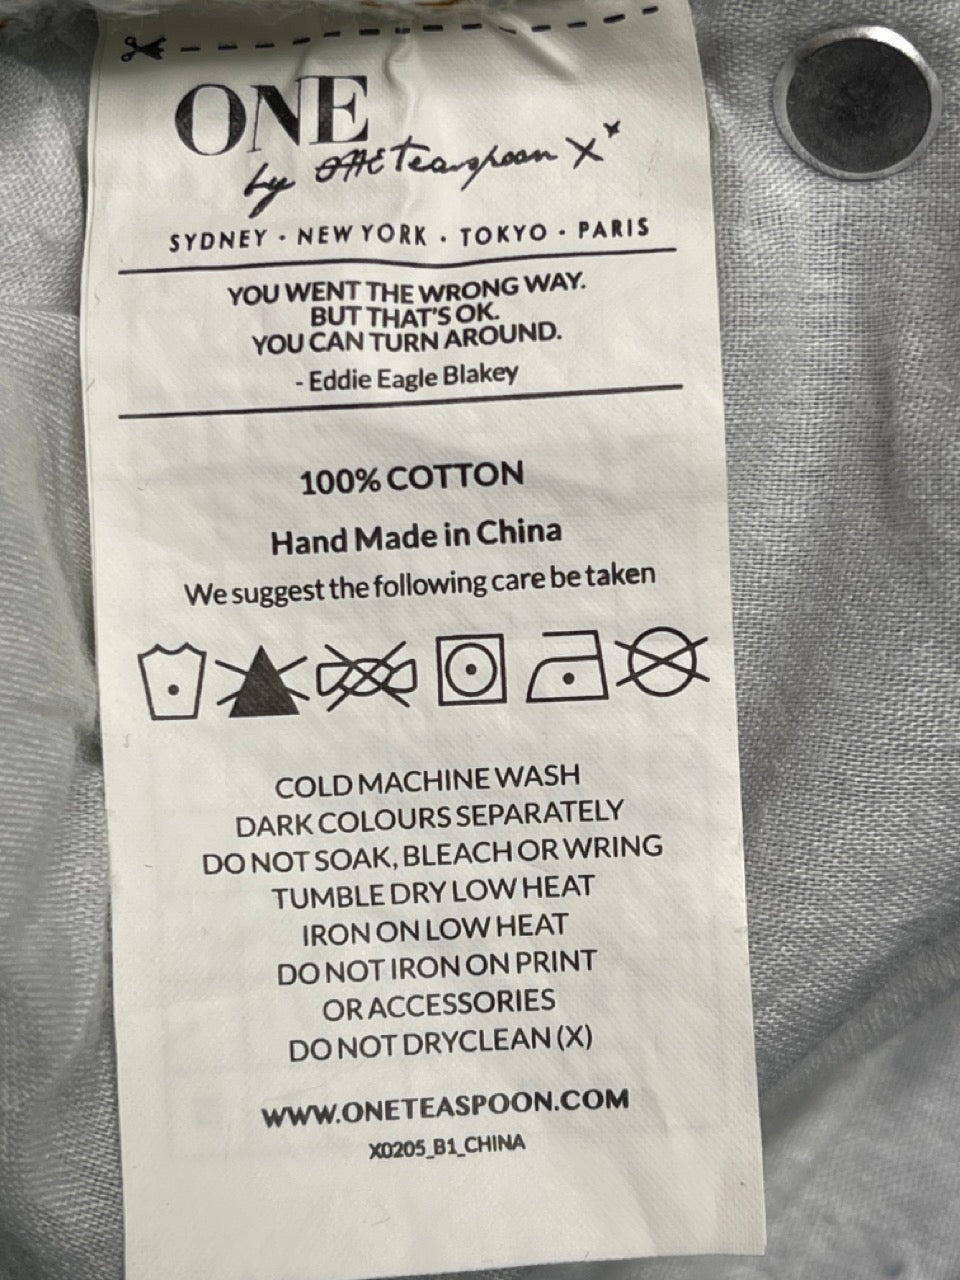 ONE
by ONE teaspoon X x
SYDNEY · NEW YORK · TOKYO · PARIS
YOU WENT THE WRONG WAY.
BUT THAT'S OK.
YOU CAN TURN AROUND.
- Eddie Eagle Blakey
100% COTTON
Hand Made in China
We suggest the following care be taken
COLD MACHINE WASH
DARK COLOURS SEPARATELY
DO NOT SOAK, BLEACH OR WRING
TUMBLE DRY LOW HEAT
IRON ON LOW HEAT
DO NOT IRON ON PRINT
OR ACCESSORIES
DO NOT DRYCLEAN (X)
WWW.ONETEASPOON.COM
X0205_B1_CHINA